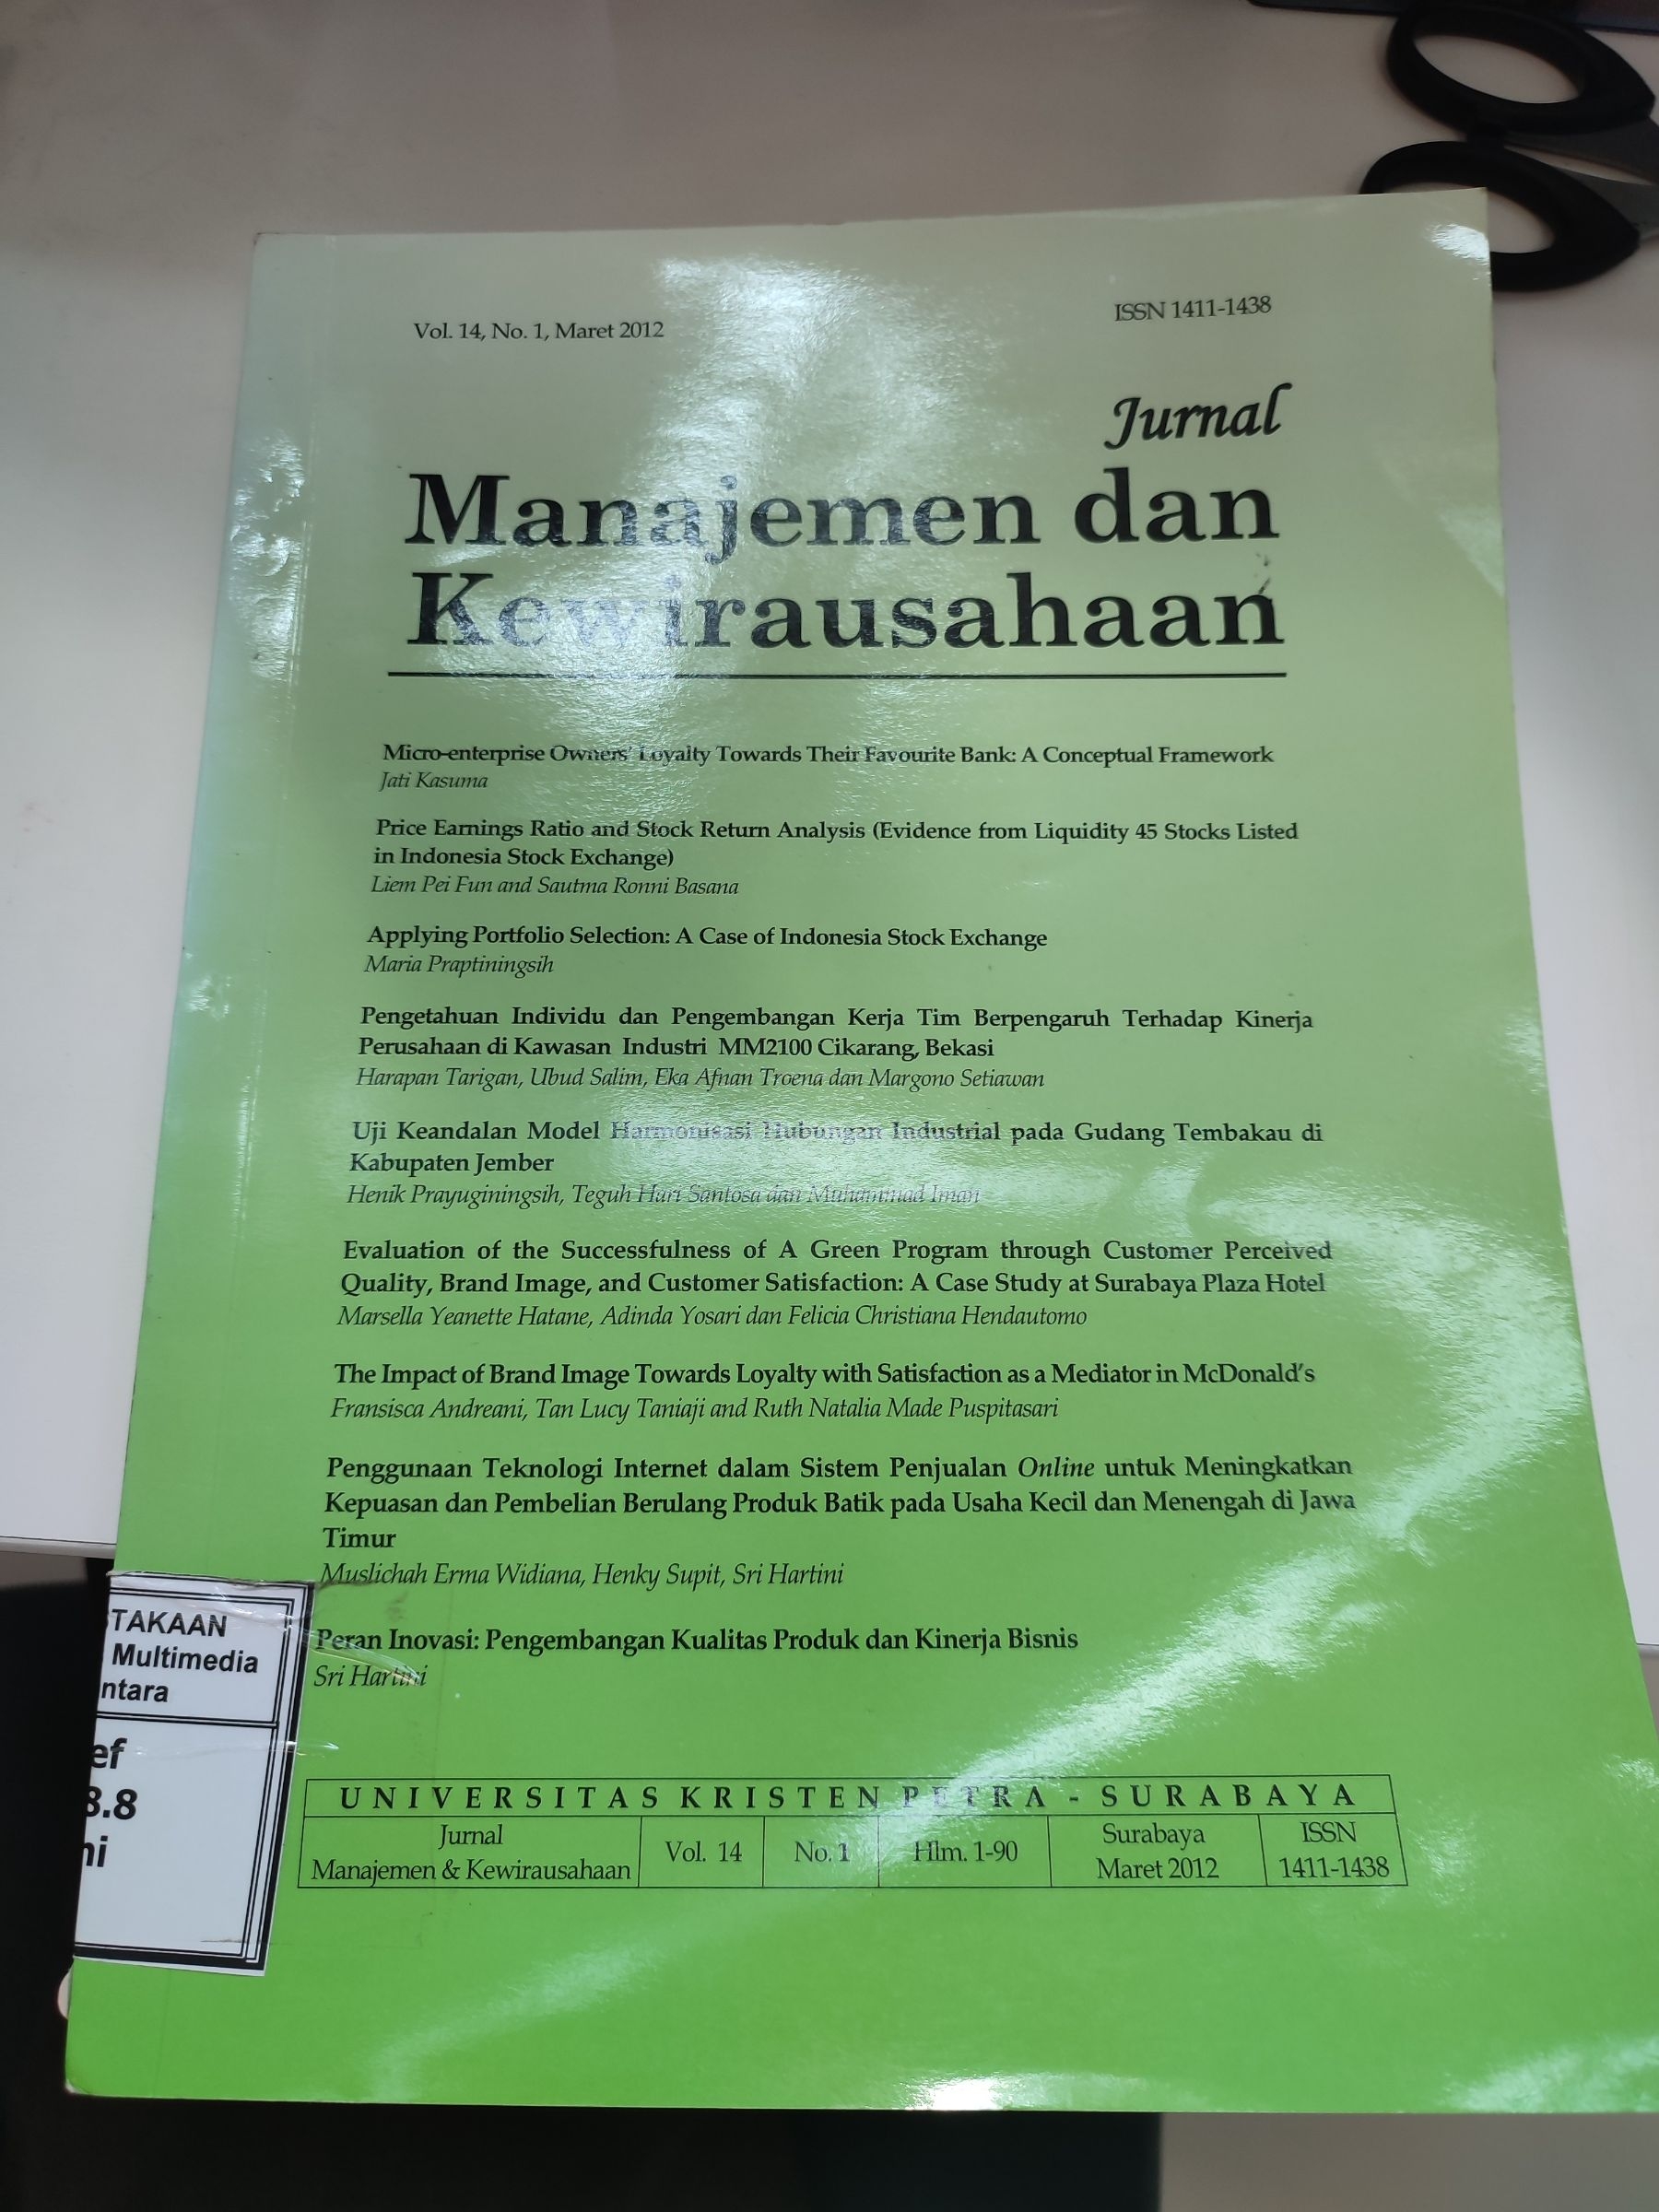 Vol. 14, No. 1, Maret 2012
ISSN 1411-1438
Jurnal
Manajemen dan
Kewirausahaan
Micro-enterprise Owners' Loyalty Towards Their Favourite Bank: A Conceptual Framework
Jati Kasuma
Price Earnings Ratio and Stock Return Analysis (Evidence from Liquidity 45 Stocks Listed
in Indonesia Stock Exchange)
Liem Pei Fun and Sautma Ronni Basana
Applying Portfolio Selection: A Case of Indonesia Stock Exchange
Maria Praptiningsih
Pengetahuan Individu dan Pengembangan Kerja Tim Berpengaruh Terhadap Kinerja
Perusahaan di Kawasan Industri MM2100 Cikarang, Bekasi
Harapan Tarigan, Ubud Salim, Eka Afnan Troena dan Margono Setiawan
Uji Keandalan Model Harmonisasi Hubungan Industrial pada Gudang Tembakau di
Kabupaten Jember
Henik Prayuginingsih, Teguh Hari Santosa dan Muhammad Iman
Evaluation of the Successfulness of A Green Program through Customer Perceived
Quality, Brand Image, and Customer Satisfaction: A Case Study at Surabaya Plaza Hotel
Marsella Yeanette Hatane, Adinda Yosari dan Felicia Christiana Hendautomo
The Impact of Brand Image Towards Loyalty with Satisfaction as a Mediator in McDonald's
Fransisca Andreani, Tan Lucy Taniaji and Ruth Natalia Made Puspitasari
Penggunaan Teknologi Internet dalam Sistem Penjualan Online untuk Meningkatkan
Kepuasan dan Pembelian Berulang Produk Batik pada Usaha Kecil dan Menengah di Jawa
Timur
Muslichah Erma Widiana, Henky Supit, Sri Hartini
Peran Inovasi: Pengembangan Kualitas Produk dan Kinerja Bisnis
Sri Hartini
TAKAAN
Multimedia
ntara
ef
8.8
ni
UNIVERSITAS KRISTEN PETRA - SURABAYA
Jurnal
Manajemen & Kewirausahaan
Vol. 14
No. 1
Hlm. 1-90
Surabaya
Maret 2012
ISSN
1411-1438